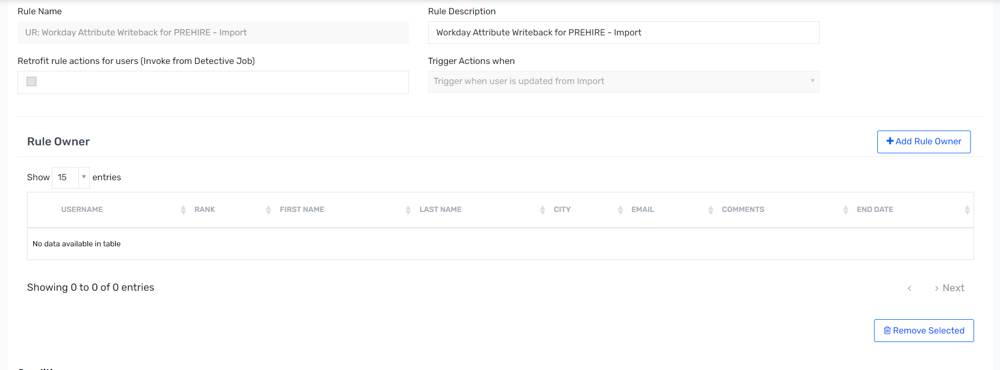 Rule Name
Rule Description
UR: Workday Attribute Writeback for PREHIRE - Import
Workday Attribute Writeback for PREHIRE - Import
Retrofit rule actions for users (Invoke from Detective Job)
Trigger Actions when
Trigger when user is updated from Import
Rule Owner
Add Rule Owner
Show 15 entries
USERNAME RANK FIRST NAME LAST NAME CITY EMAIL COMMENTS END DATE
No data available in table
Showing 0 to 0 of 0 entries
‹ › Next
Remove Selected